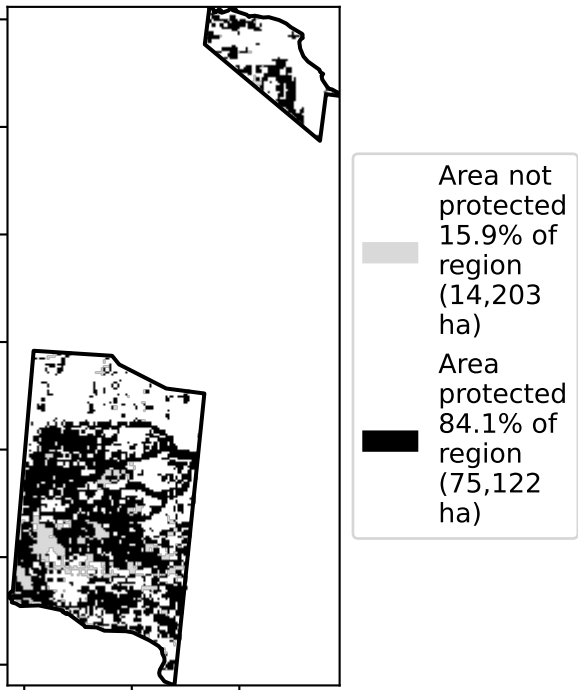 Area not
protected
15.9% of
region
(14,203
ha)
Area
protected
84.1% of
region
(75,122
ha)